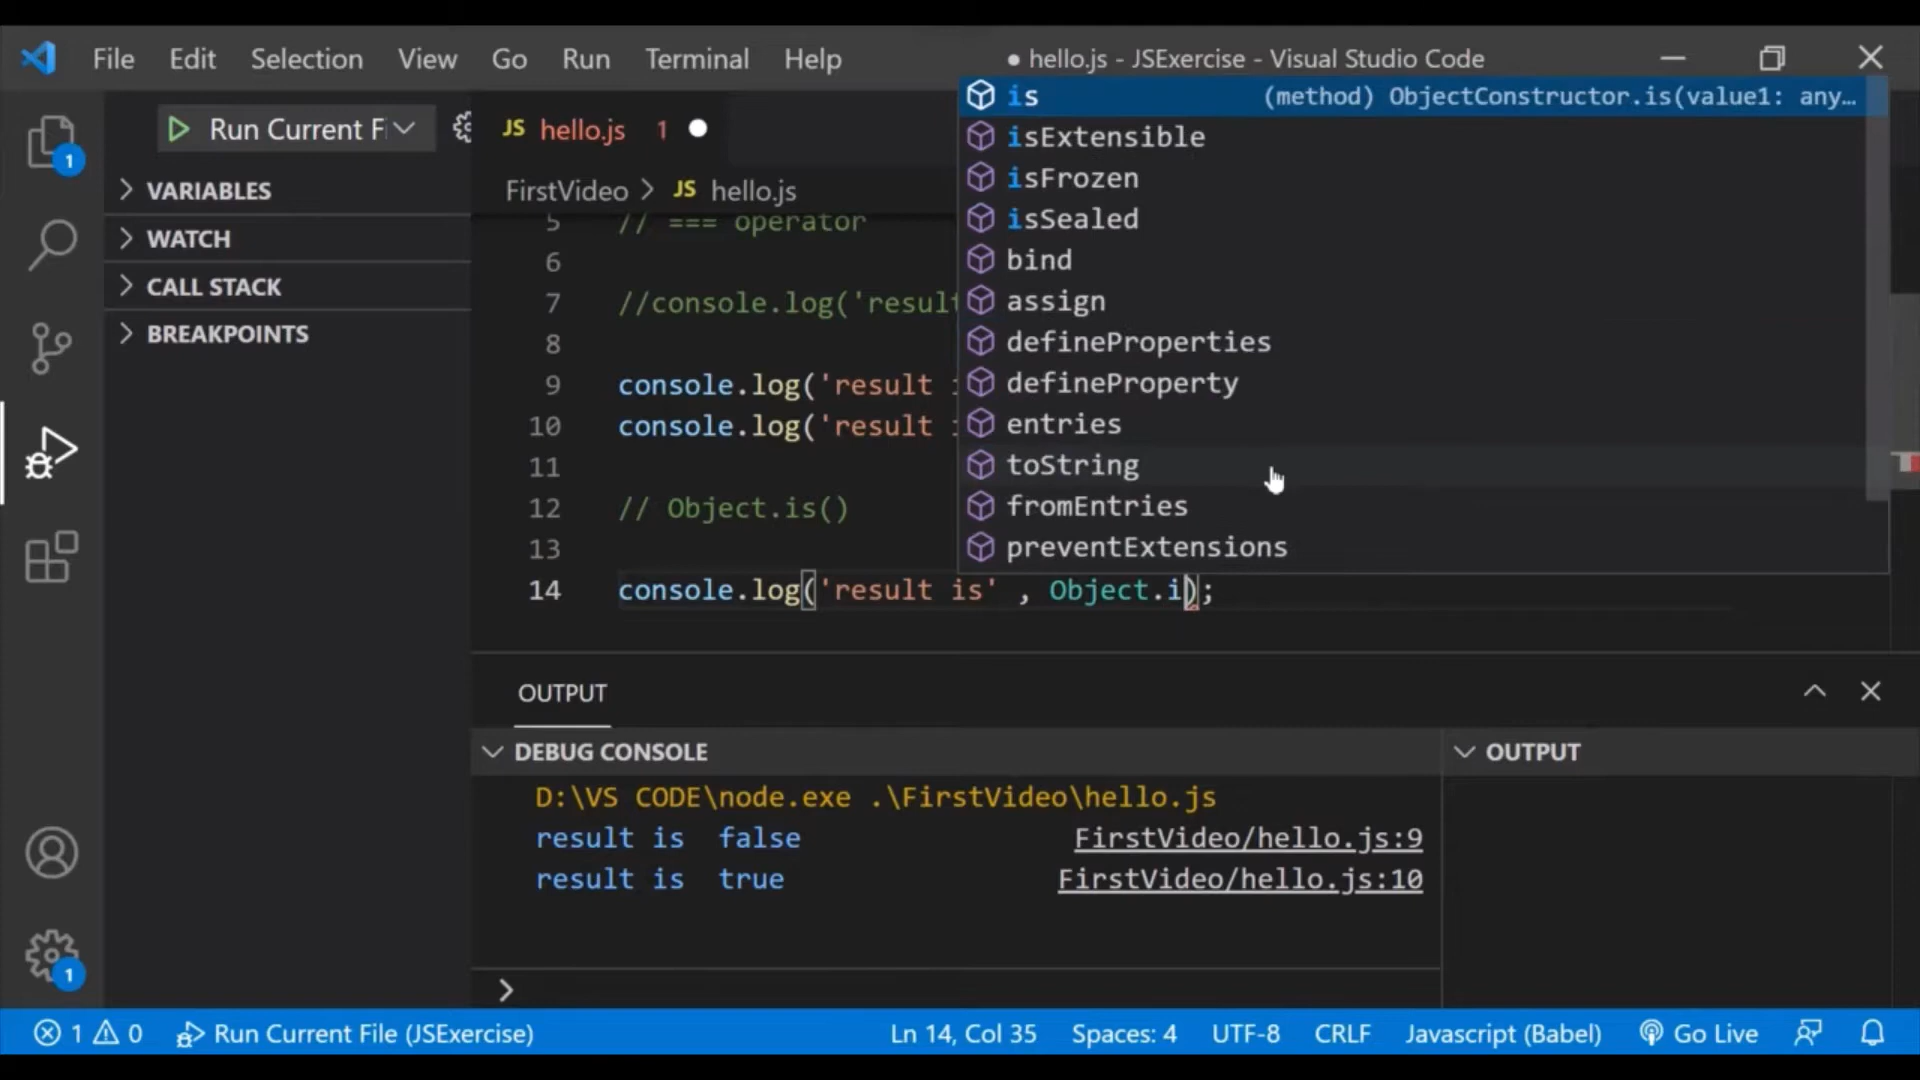 File Edit Selection View Go Run Terminal Help ● hello.js - JSExercise - Visual Studio Code
Run Current F
JS hello.js 1
FirstVideo > JS hello.js
VARIABLES
WATCH
CALL STACK
BREAKPOINTS
1
is (method) ObjectConstructor.is(value1: any…
isExtensible
isFrozen
isSealed
bind
assign
defineProperties
defineProperty
entries
toString
fromEntries
preventExtensions
5 // === operator
6
7 //console.log('result
8
9 console.log('result i
10 console.log('result i
11
12 // Object.is()
13
14 console.log('result is' , Object.i);
OUTPUT
DEBUG CONSOLE
D:\VS CODE\node.exe .\FirstVideo\hello.js
result is false FirstVideo/hello.js:9
result is true FirstVideo/hello.js:10
OUTPUT
1
1 0 Run Current File (JSExercise) Ln 14, Col 35 Spaces: 4 UTF-8 CRLF Javascript (Babel) Go Live